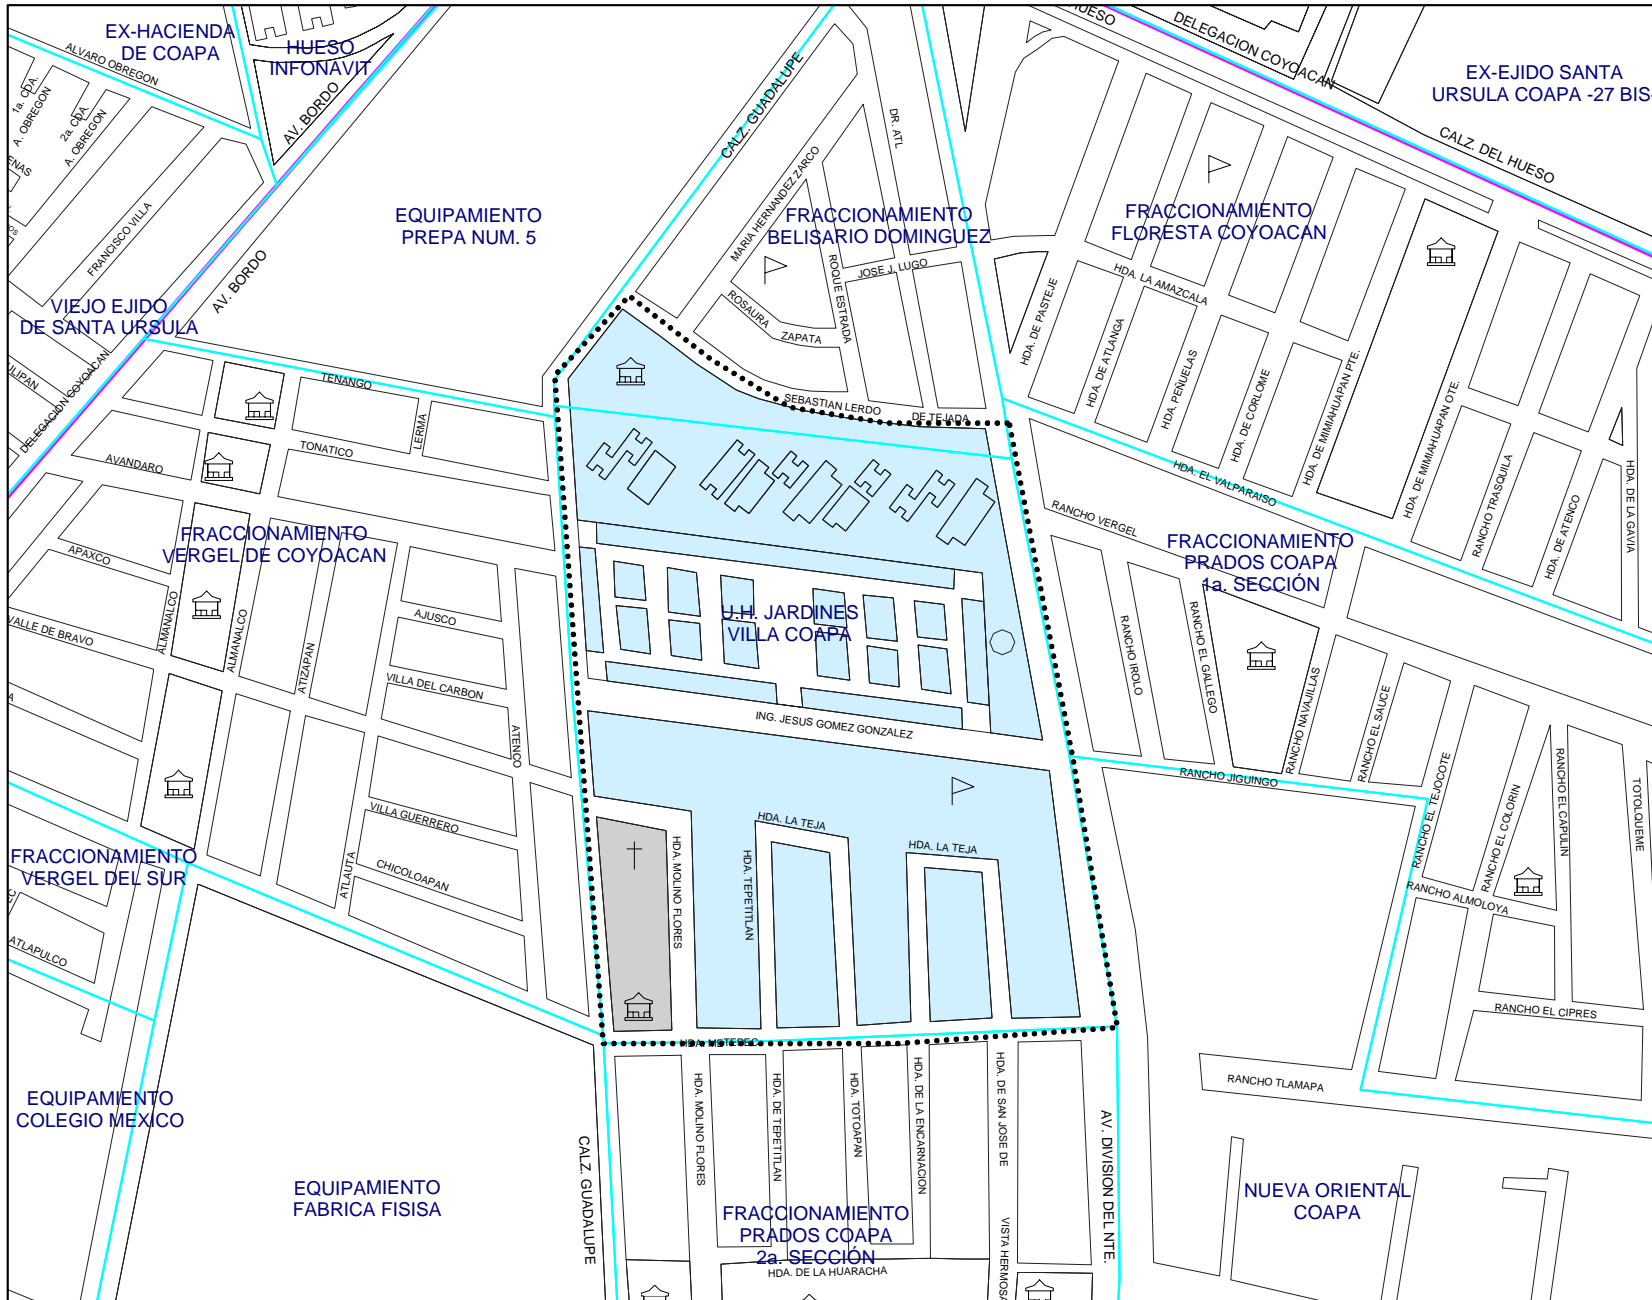 EX-HACIENDA
DE COAPA
HUESO
INFONAVIT
ALVARO OBREGON
1a. CDA.
A. OBREGON
2a. CDA.
A. OBREGON
AV. BORDO
FRANCISCO VILLA
AV. BORDO
VIEJO EJIDO
DE SANTA URSULA
DELEGACION COYOACAN
EQUIPAMIENTO
PREPA NUM. 5
CALZ. GUADALUPE
DR. ATL
MARIA HERNANDEZ ZARCO
FRACCIONAMIENTO
BELISARIO DOMINGUEZ
JOSE J. LUGO
ROQUE ESTRADA
ROSAURA
ZAPATA
SEBASTIAN LERDO
DE TEJADA
HUESO
DELEGACION COYOACAN
EX-EJIDO SANTA
URSULA COAPA -27 BIS
CALZ. DEL HUESO
FRACCIONAMIENTO
FLORESTA COYOACAN
HDA. LA AMAZCALA
HDA. DE PASTEJE
HDA. DE ATLANGA
HDA. PEÑUELAS
HDA. DE CORLOME
HDA. DE MIMIAHUAPAN PTE.
HDA. DE MIMIAHUAPAN OTE.
RANCHO TRASQUILA
HDA. DE ATENCO
HDA. DE LA GAVIA
HDA. EL VALPARAISO
TENANGO
LERMA
TONATICO
AVANDARO
FRACCIONAMIENTO
VERGEL DE COYOACAN
APAXCO
VALLE DE BRAVO
ALMANALCO
ALMANALCO
ATIZAPAN
AJUSCO
VILLA DEL CARBON
ATENCO
VILLA GUERRERO
CHICOLOAPAN
ATLAUTA
FRACCIONAMIENTO
VERGEL DEL SUR
ATLAPULCO
U.H. JARDINES
VILLA COAPA
ING. JESUS GOMEZ GONZALEZ
HDA. LA TEJA
HDA. LA TEJA
HDA. MOLINO FLORES
HDA. TEPETITLAN
HDA. METEPEC
RANCHO VERGEL
FRACCIONAMIENTO
PRADOS COAPA
1a. SECCIÓN
RANCHO IROLO
RANCHO EL GALLEGO
RANCHO NAVAJILLAS
RANCHO EL SAUCE
RANCHO JIGUINGO
RANCHO EL TEJOCOTE
RANCHO EL COLORIN
RANCHO EL CAPULIN
TOTOLQUEME
RANCHO ALMOLOYA
RANCHO EL CIPRES
RANCHO TLAMAPA
EQUIPAMIENTO
COLEGIO MEXICO
EQUIPAMIENTO
FABRICA FISISA
CALZ. GUADALUPE
HDA. MOLINO FLORES
HDA. DE TEPETITLAN
HDA. TOTOAPAN
HDA. DE LA ENCARNACION
HDA. DE SAN JOSE DE
VISTA HERMOSA
AV. DIVISION DEL NTE.
FRACCIONAMIENTO
PRADOS COAPA
2a. SECCIÓN
HDA. DE LA HUARACHA
NUEVA ORIENTAL
COAPA